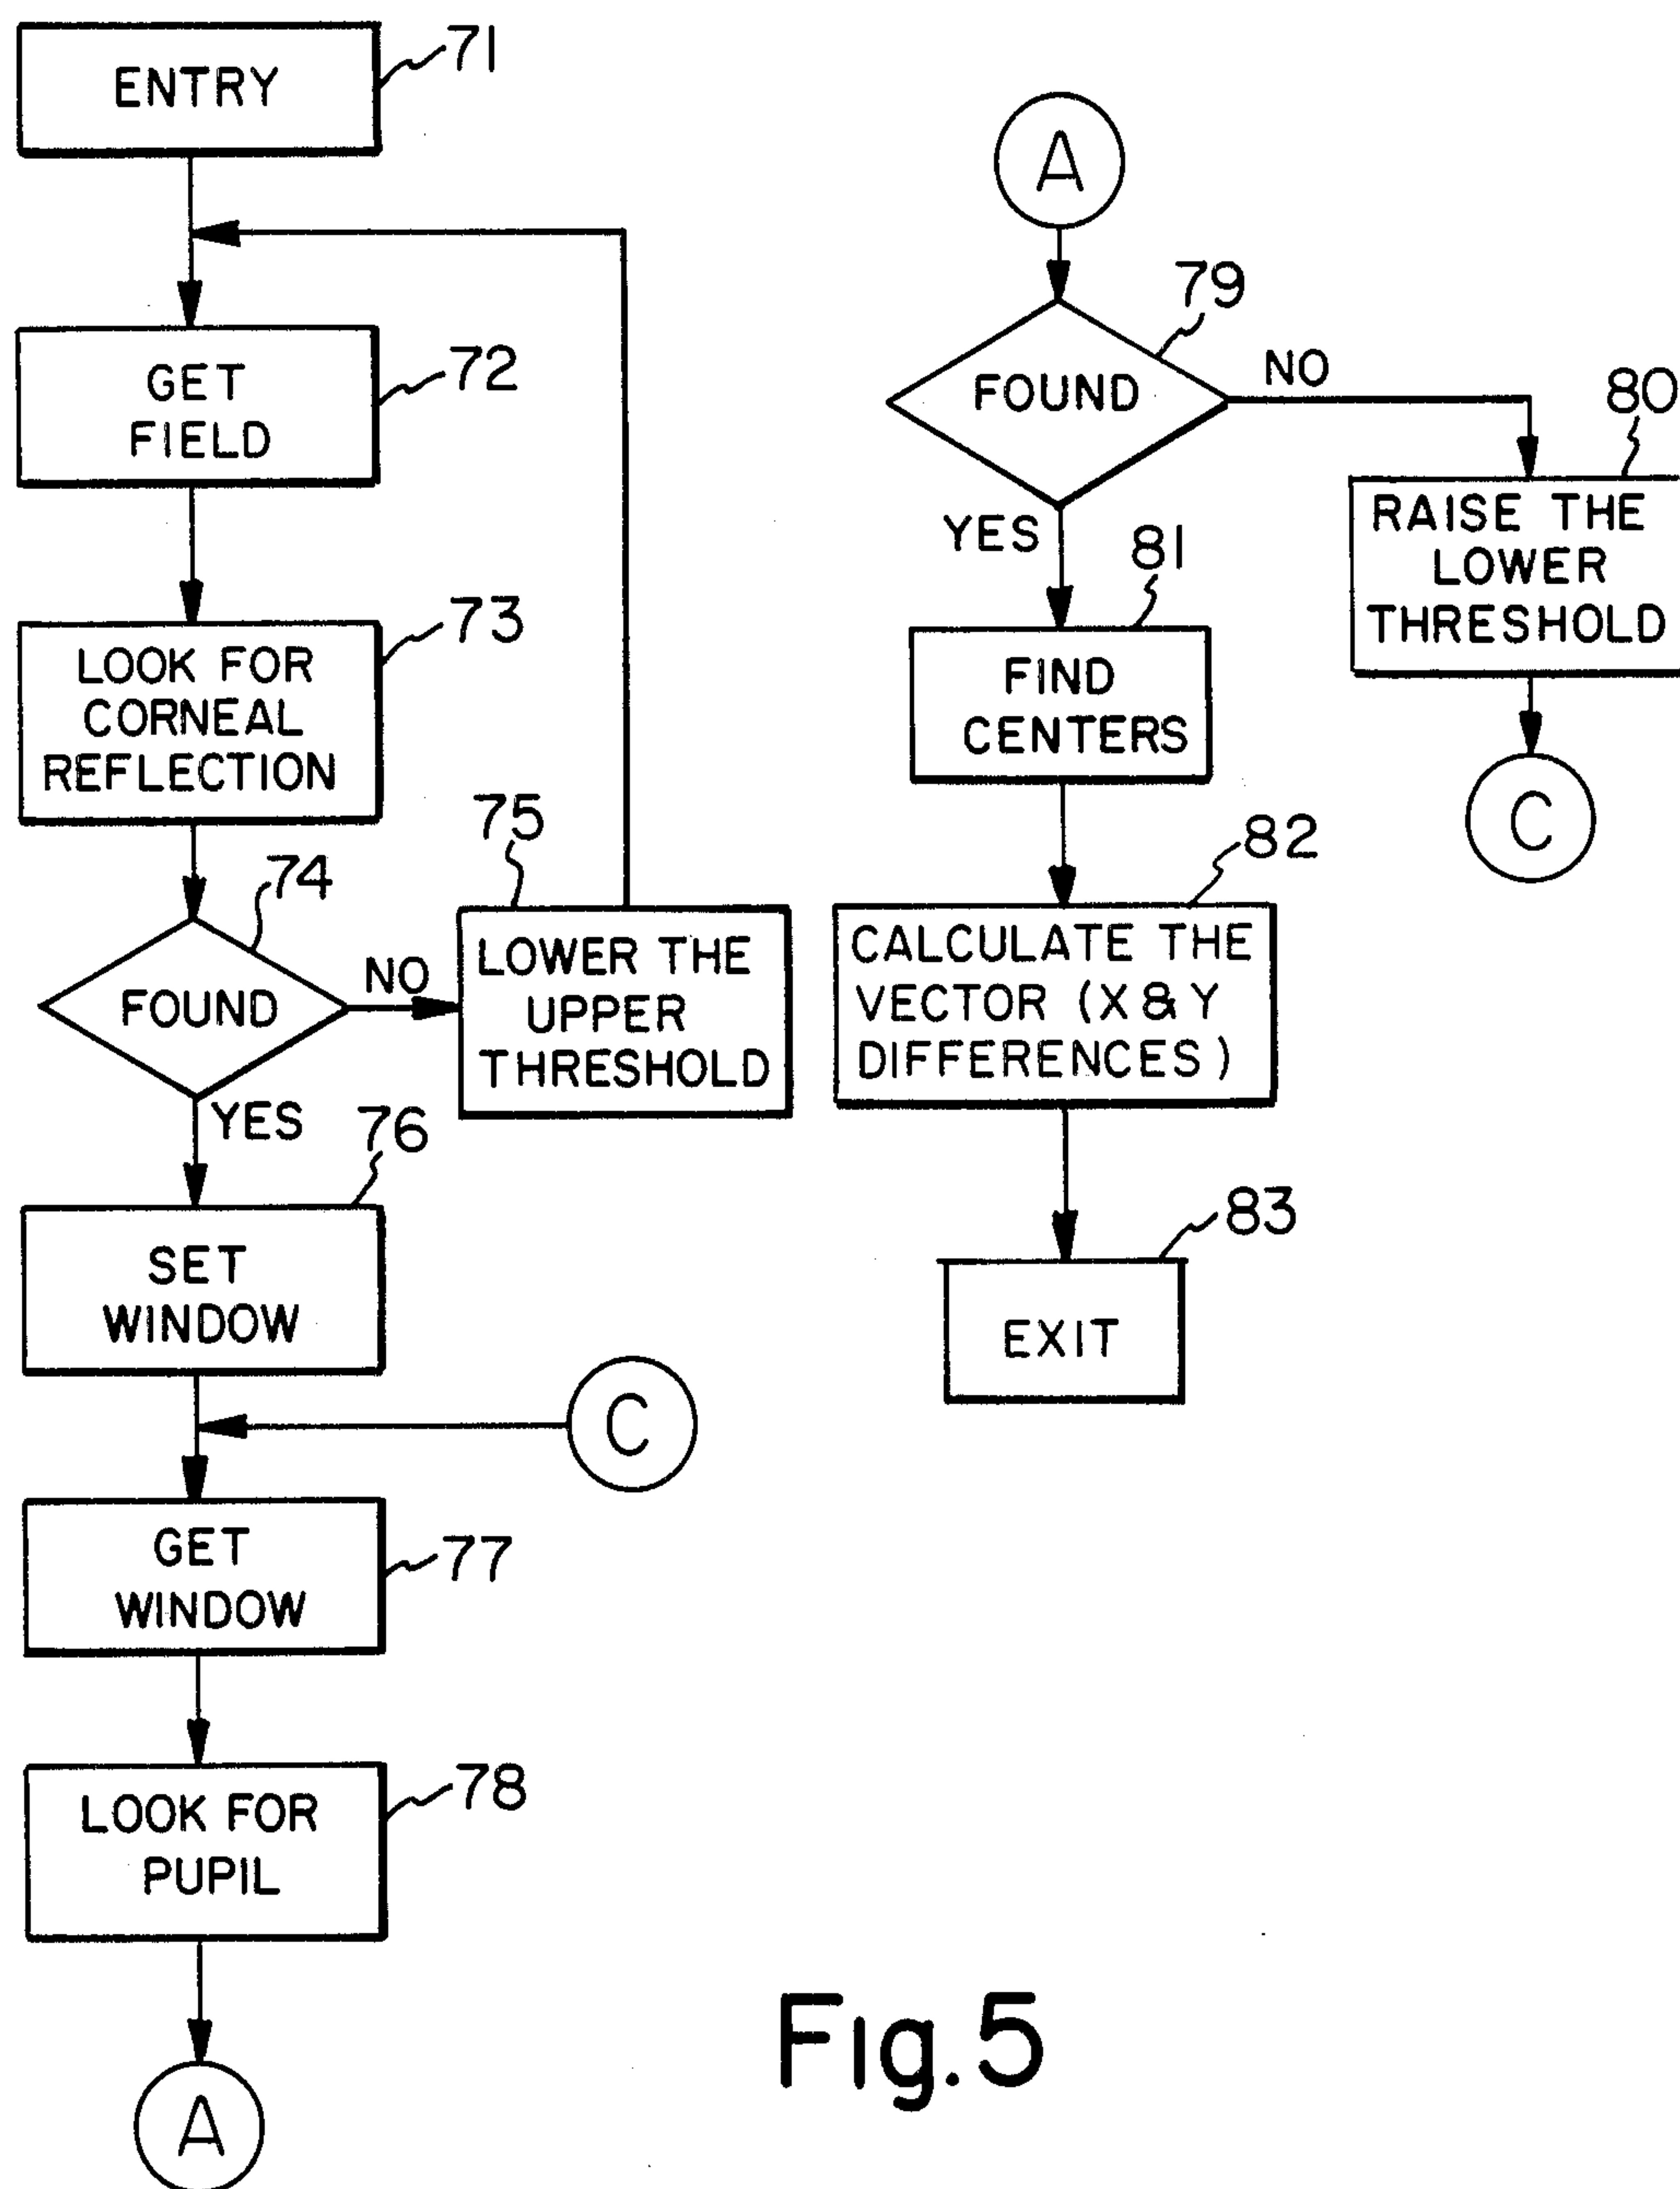 ENTRY
71
GET
FIELD
72
LOOK FOR
CORNEAL
REFLECTION
73
FOUND
74
NO
YES
75
LOWER THE
UPPER
THRESHOLD
76
SET
WINDOW
C
GET
WINDOW
77
LOOK FOR
PUPIL
78
A
A
79
FOUND
NO
YES
80
RAISE THE
LOWER
THRESHOLD
C
81
FIND
CENTERS
82
CALCULATE THE
VECTOR (X & Y
DIFFERENCES)
83
EXIT
Fig. 5